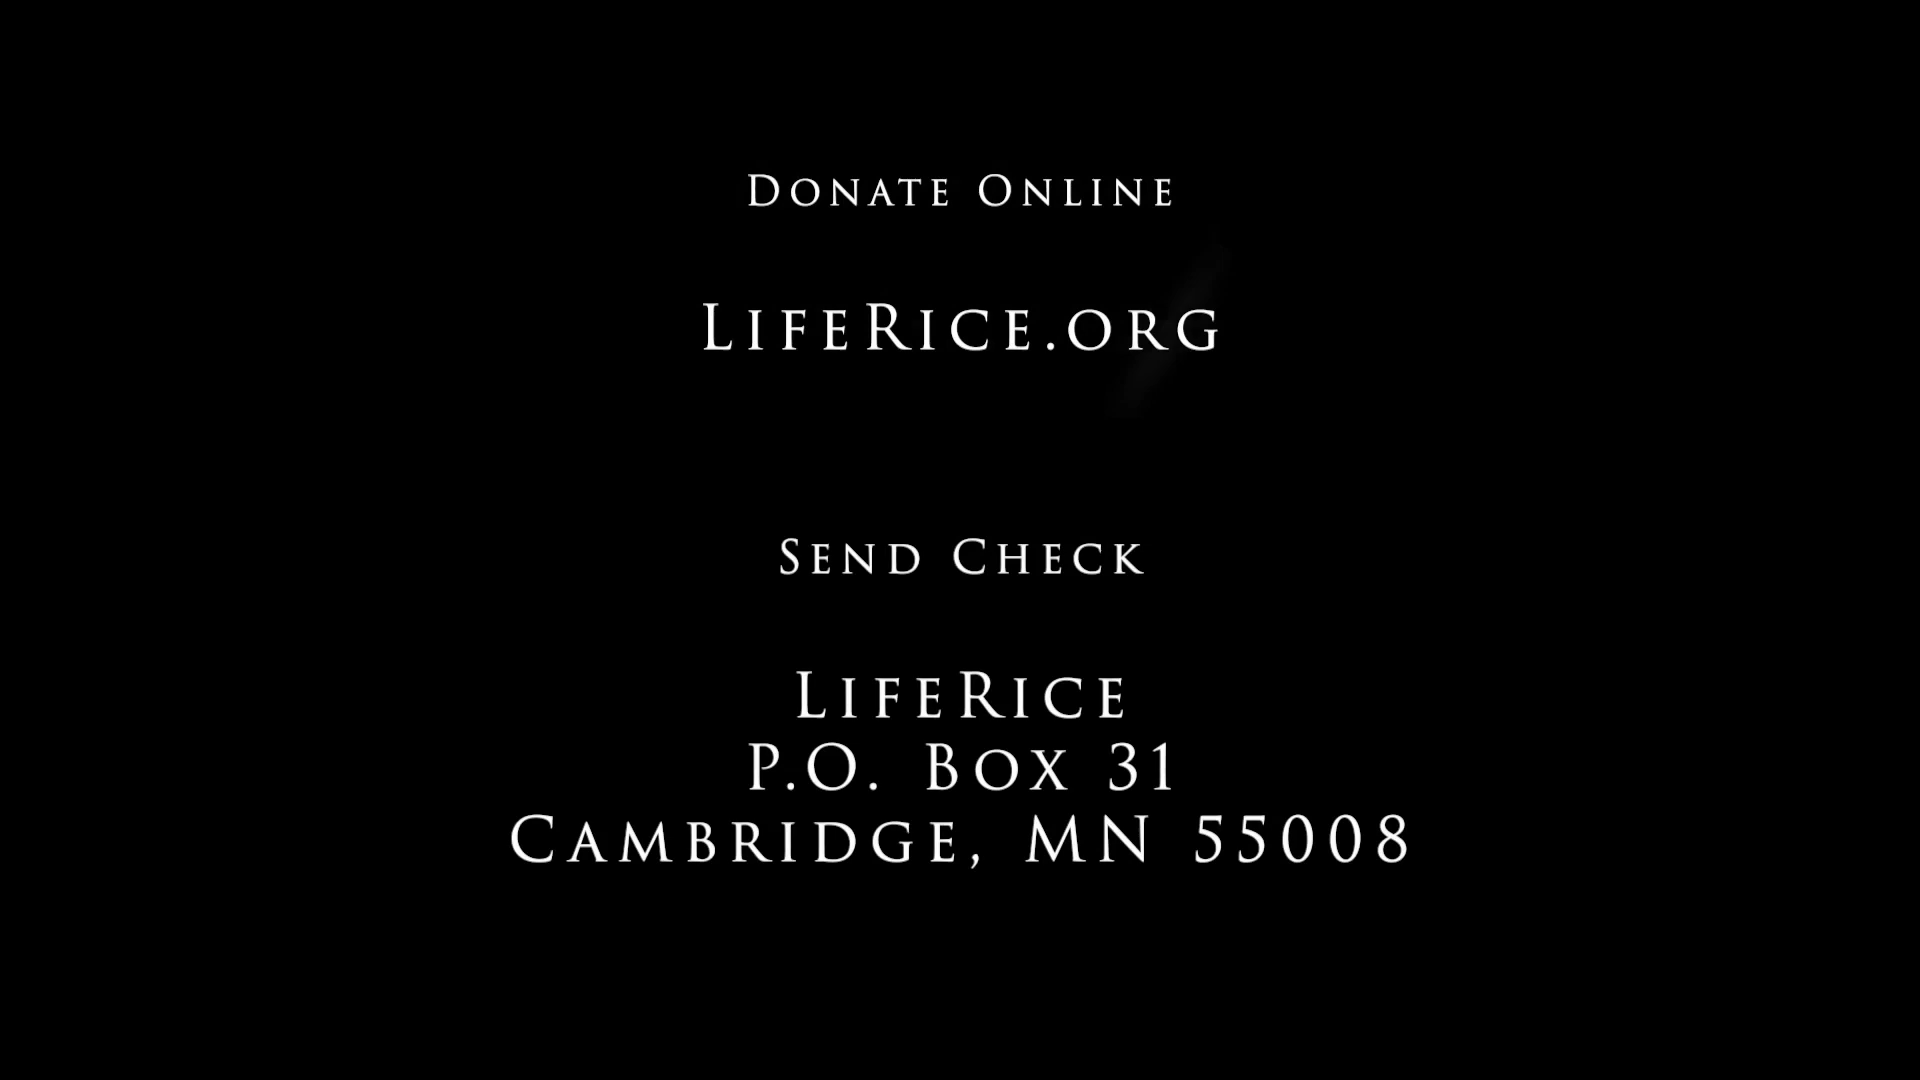 Donate Online
LifeRice.org
Send Check
LifeRice
P.O. Box 31
Cambridge, MN 55008